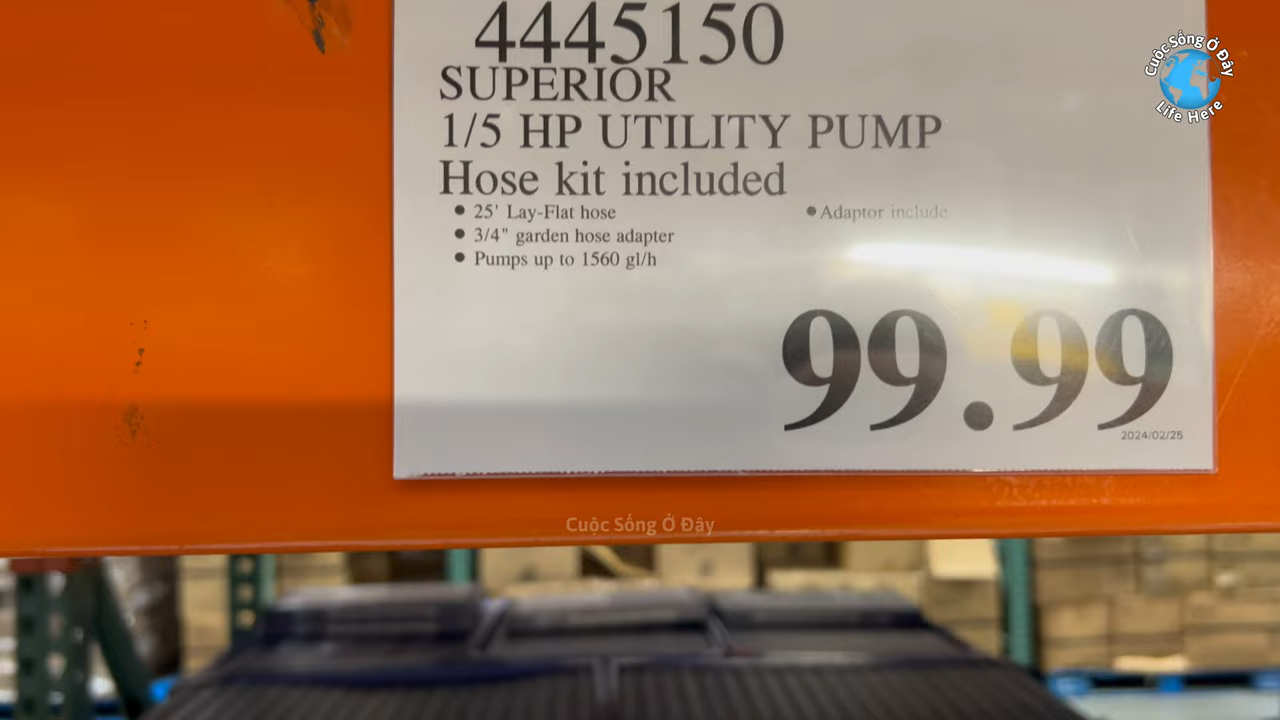 4445150
SUPERIOR
1/5 HP UTILITY PUMP
Hose kit included
● 25' Lay-Flat hose
● Adaptor include
● 3/4" garden hose adapter
● Pumps up to 1560 gl/h
99.99
2024/02/25
Cuộc Sống Ở Đây
Life Here
Cuộc Sống Ở Đây